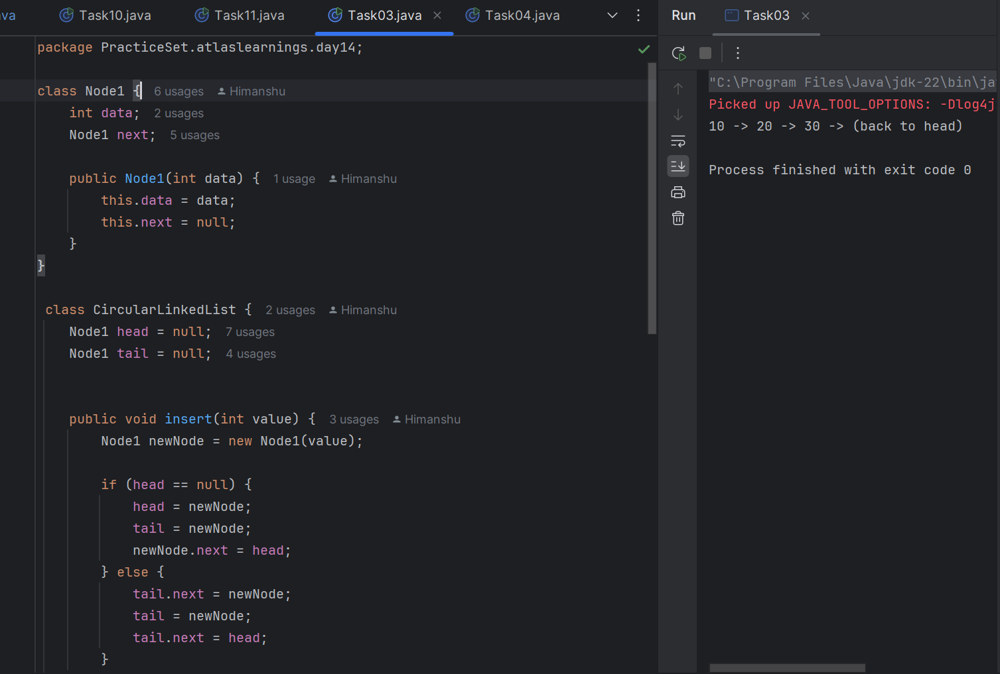 ava
Task10.java
Task11.java
Task03.java
Task04.java
Run
Task03
package PracticeSet.atlaslearnings.day14;
class Node1 { 6 usages Himanshu
int data; 2 usages
Node1 next; 5 usages
public Node1(int data) { 1 usage Himanshu
this.data = data;
this.next = null;
}
}
class CircularLinkedList { 2 usages Himanshu
Node1 head = null; 7 usages
Node1 tail = null; 4 usages
public void insert(int value) { 3 usages Himanshu
Node1 newNode = new Node1(value);
if (head == null) {
head = newNode;
tail = newNode;
newNode.next = head;
} else {
tail.next = newNode;
tail = newNode;
tail.next = head;
}
"C:\Program Files\Java\jdk-22\bin\ja
Picked up JAVA_TOOL_OPTIONS: -Dlog4j
10 -> 20 -> 30 -> (back to head)
Process finished with exit code 0